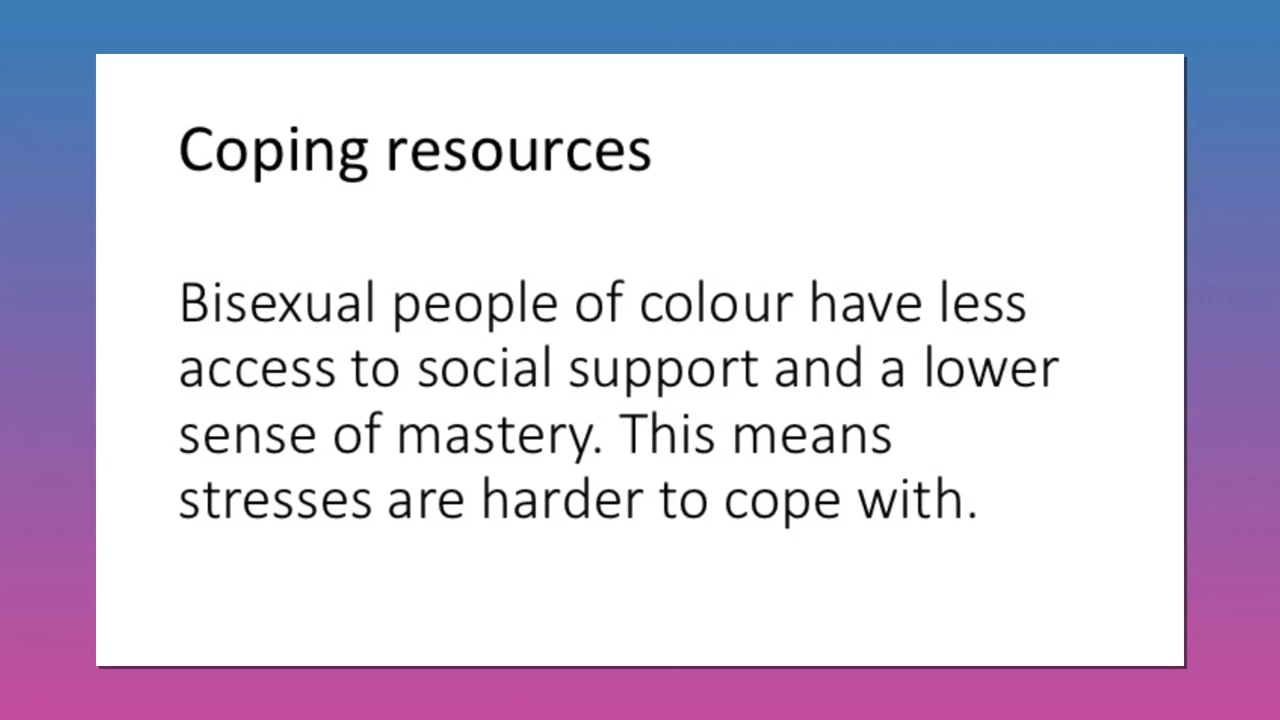 Coping resources
Bisexual people of colour have less
access to social support and a lower
sense of mastery. This means
stresses are harder to cope with.